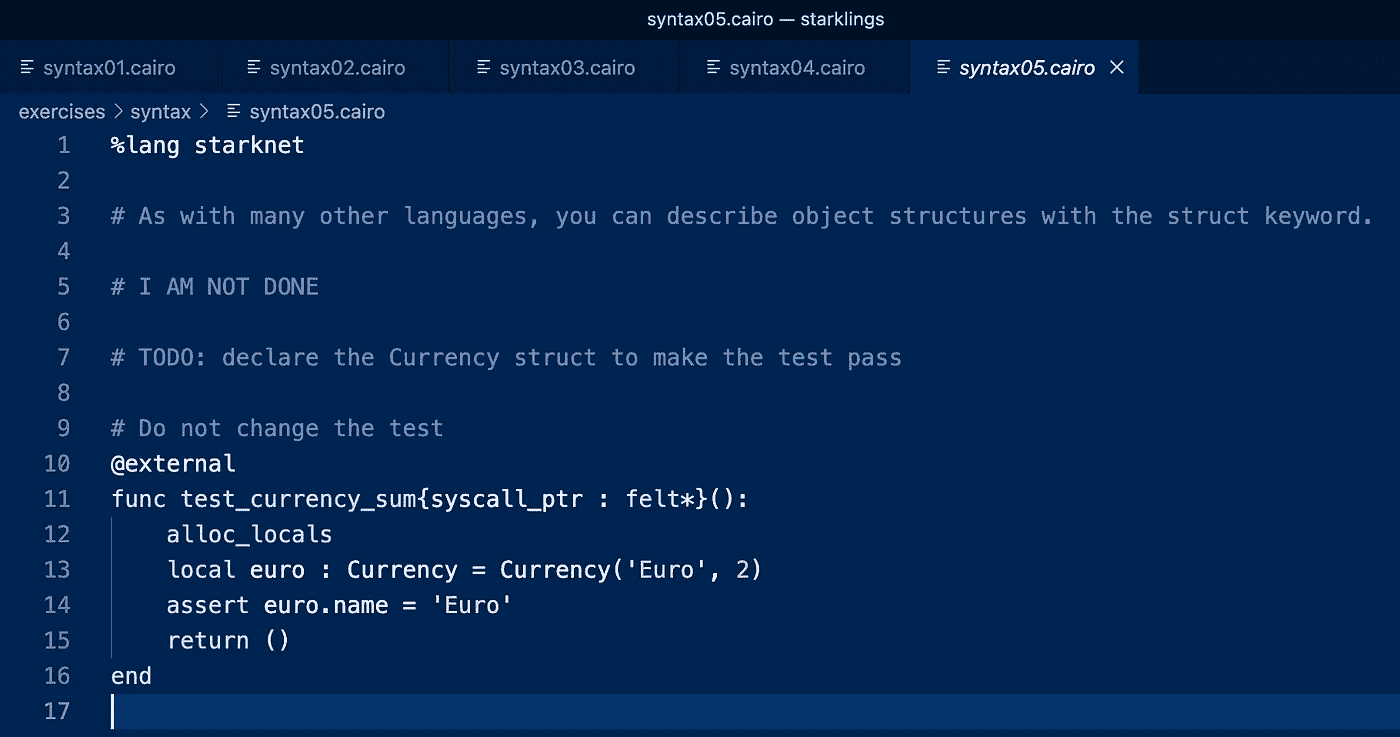 syntax05.cairo — starklings
syntax01.cairo syntax02.cairo syntax03.cairo syntax04.cairo syntax05.cairo
exercises > syntax > syntax05.cairo
1 %lang starknet
2
3 # As with many other languages, you can describe object structures with the struct keyword.
4
5 # I AM NOT DONE
6
7 # TODO: declare the Currency struct to make the test pass
8
9 # Do not change the test
10 @external
11 func test_currency_sum{syscall_ptr : felt*}():
12     alloc_locals
13     local euro : Currency = Currency('Euro', 2)
14     assert euro.name = 'Euro'
15     return ()
16 end
17